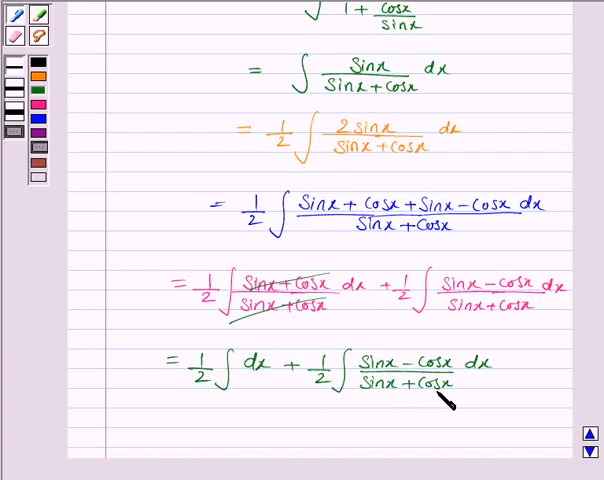 ∫ 1 + cosx/sinx
= ∫ sinx/(sinx+cosx) dx
= 1/2 ∫ 2sinx/(sinx+cosx) dx
= 1/2 ∫ (sinx+cosx+sinx-cosx)/(sinx+cosx) dx
= 1/2 ∫ (sinx+cosx)/(sinx+cosx) dx + 1/2 ∫ (sinx-cosx)/(sinx+cosx) dx
= 1/2 ∫ dx + 1/2 ∫ (sinx-cosx)/(sinx+cosx) dx